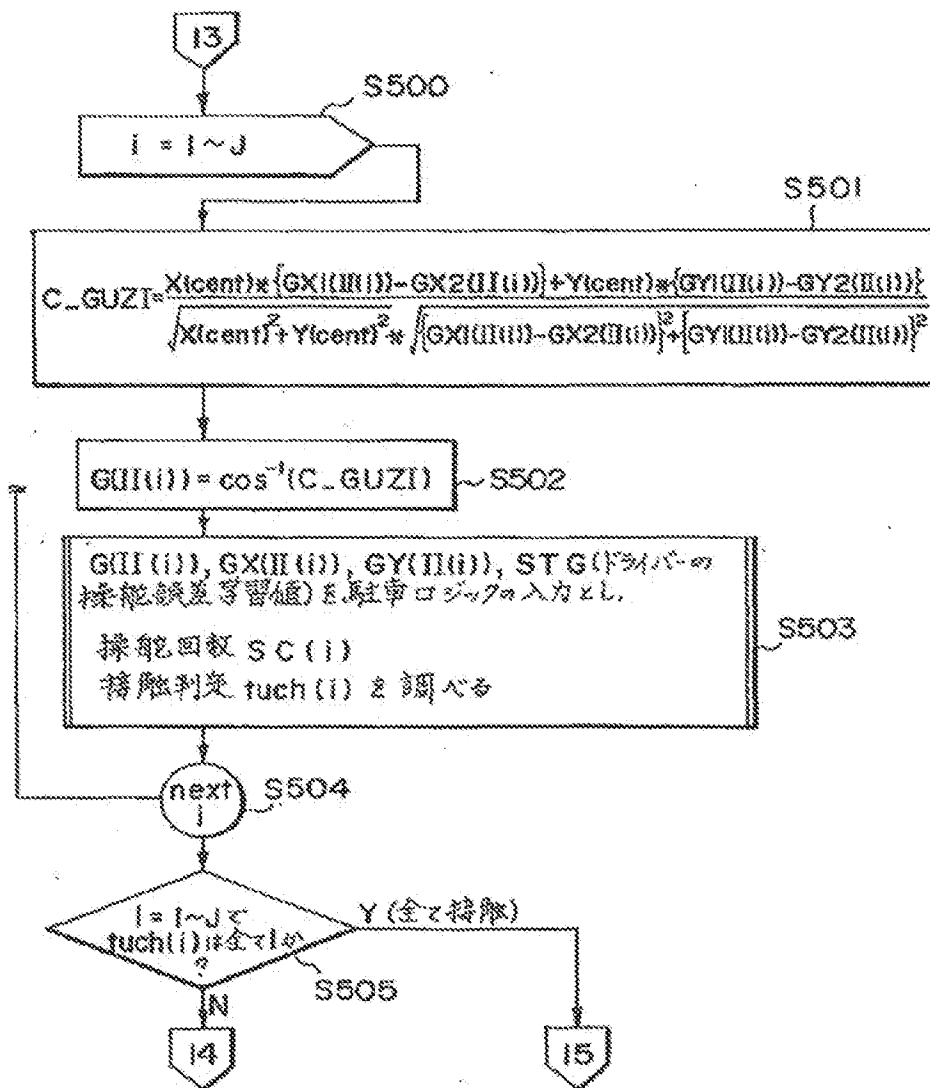 13
S500
i = 1~J
S501
C_GUZI= X(cent)*{GX1(II(i))-GX2(II(i))}+Y(cent)*{GY1(II(i))-GY2(II(i))}
√X(cent)²+Y(cent)² * √{GX1(II(i))-GX2(II(i))}²+{GY1(II(i))-GY2(II(i))}²
G(II(i)) = cos⁻¹(C_GUZI)
S502
G(II(i)), GX(II(i)), GY(II(i)), STG(ドライバーの
操舵誤差学習値)を駐車ロジックの入力とし,
操舵回数 SC(i)
接触判定 tuch(i) を調べる
S503
next
i
S504
i = 1~Jで
tuch(i)は全て1か
?
Y (全て接触)
S505
N
14
15